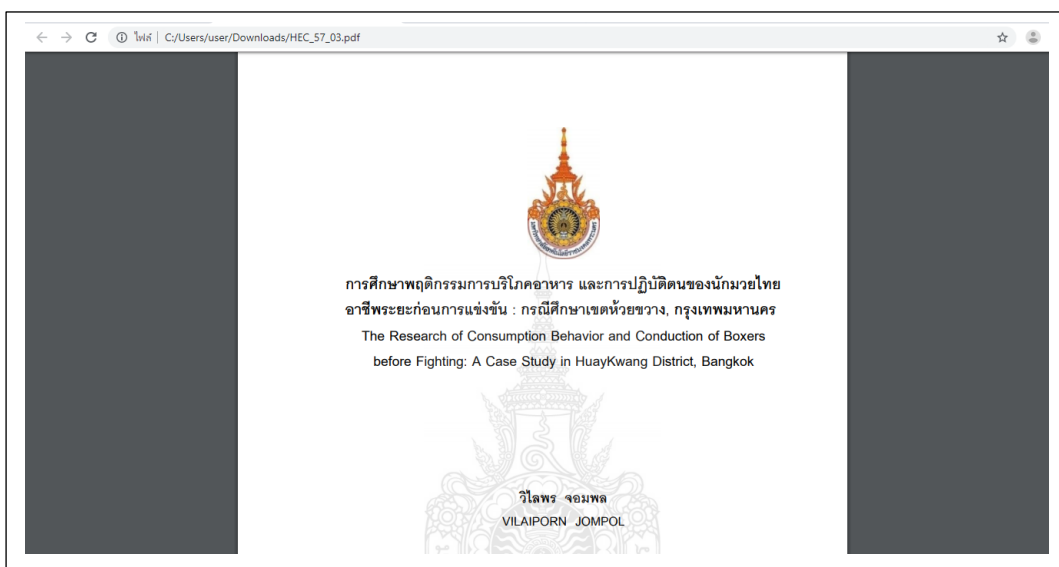 ไฟล์ | C:/Users/user/Downloads/HEC_57_03.pdf
การศึกษาพฤติกรรมการบริโภคอาหาร และการปฏิบัติตนของนักมวยไทย
อาชีพระยะก่อนการแข่งขัน : กรณีศึกษาเขตห้วยขวาง, กรุงเทพมหานคร
The Research of Consumption Behavior and Conduction of Boxers
before Fighting: A Case Study in HuayKwang District, Bangkok
วิไลพร จอมพล
VILAIPORN JOMPOL